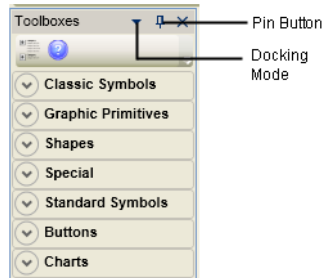 Toolboxes
Pin Button
Docking
Mode
Classic Symbols
Graphic Primitives
Shapes
Special
Standard Symbols
Buttons
Charts